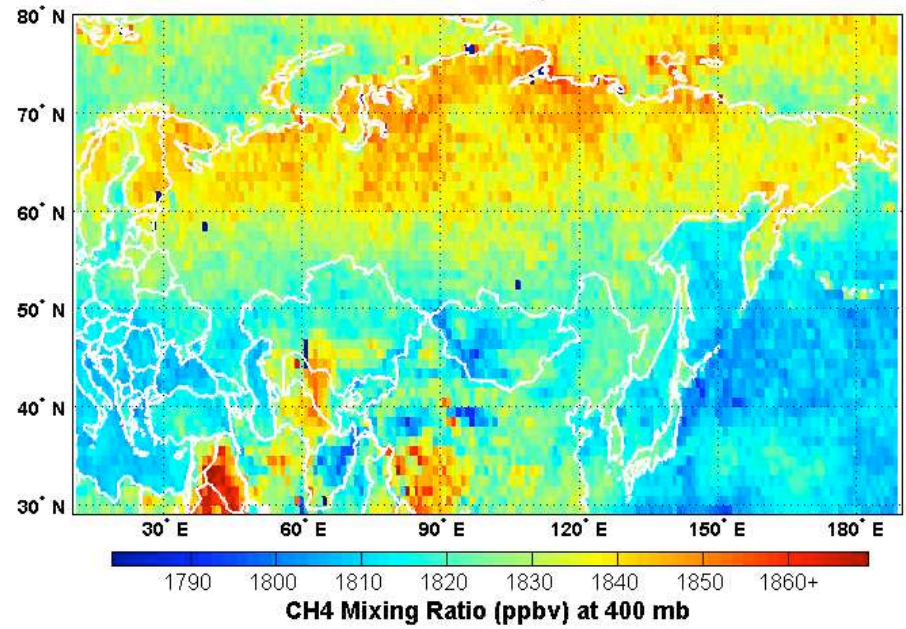 80° N
70° N
60° N
50° N
40° N
30° N
30° E 60° E 90° E 120° E 150° E 180° E
1790 1800 1810 1820 1830 1840 1850 1860+
CH4 Mixing Ratio (ppbv) at 400 mb